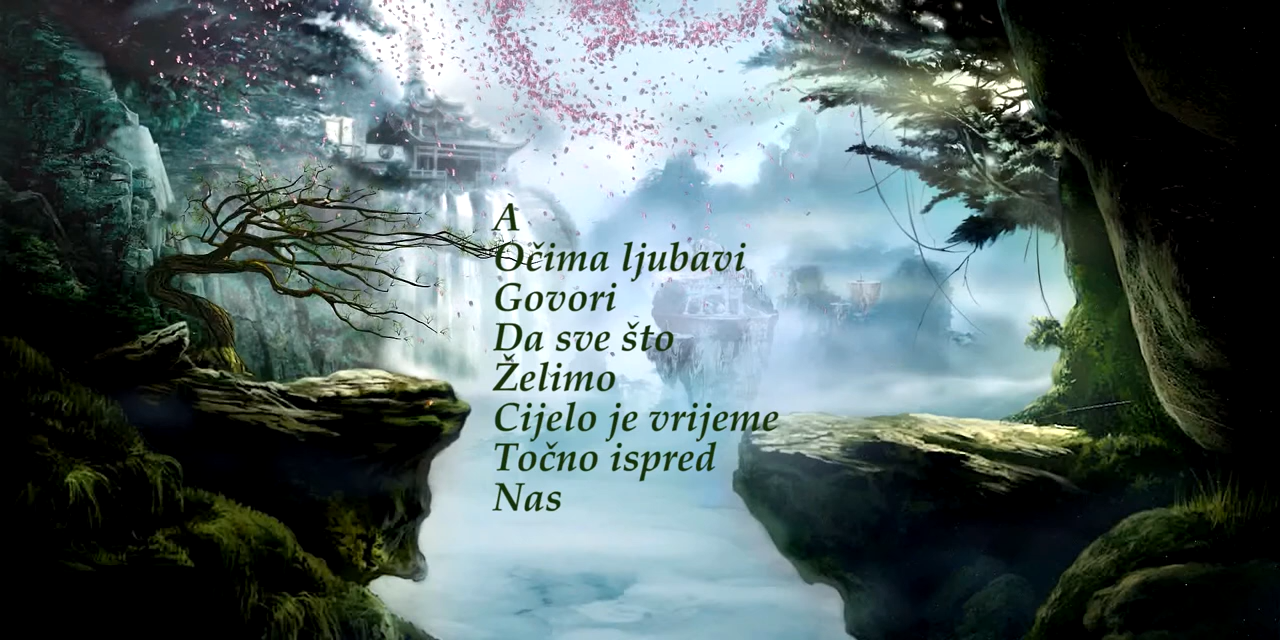 A
Očima ljubavi
Govori
Da sve što
Želimo
Cijelo je vrijeme
Točno ispred
Nas